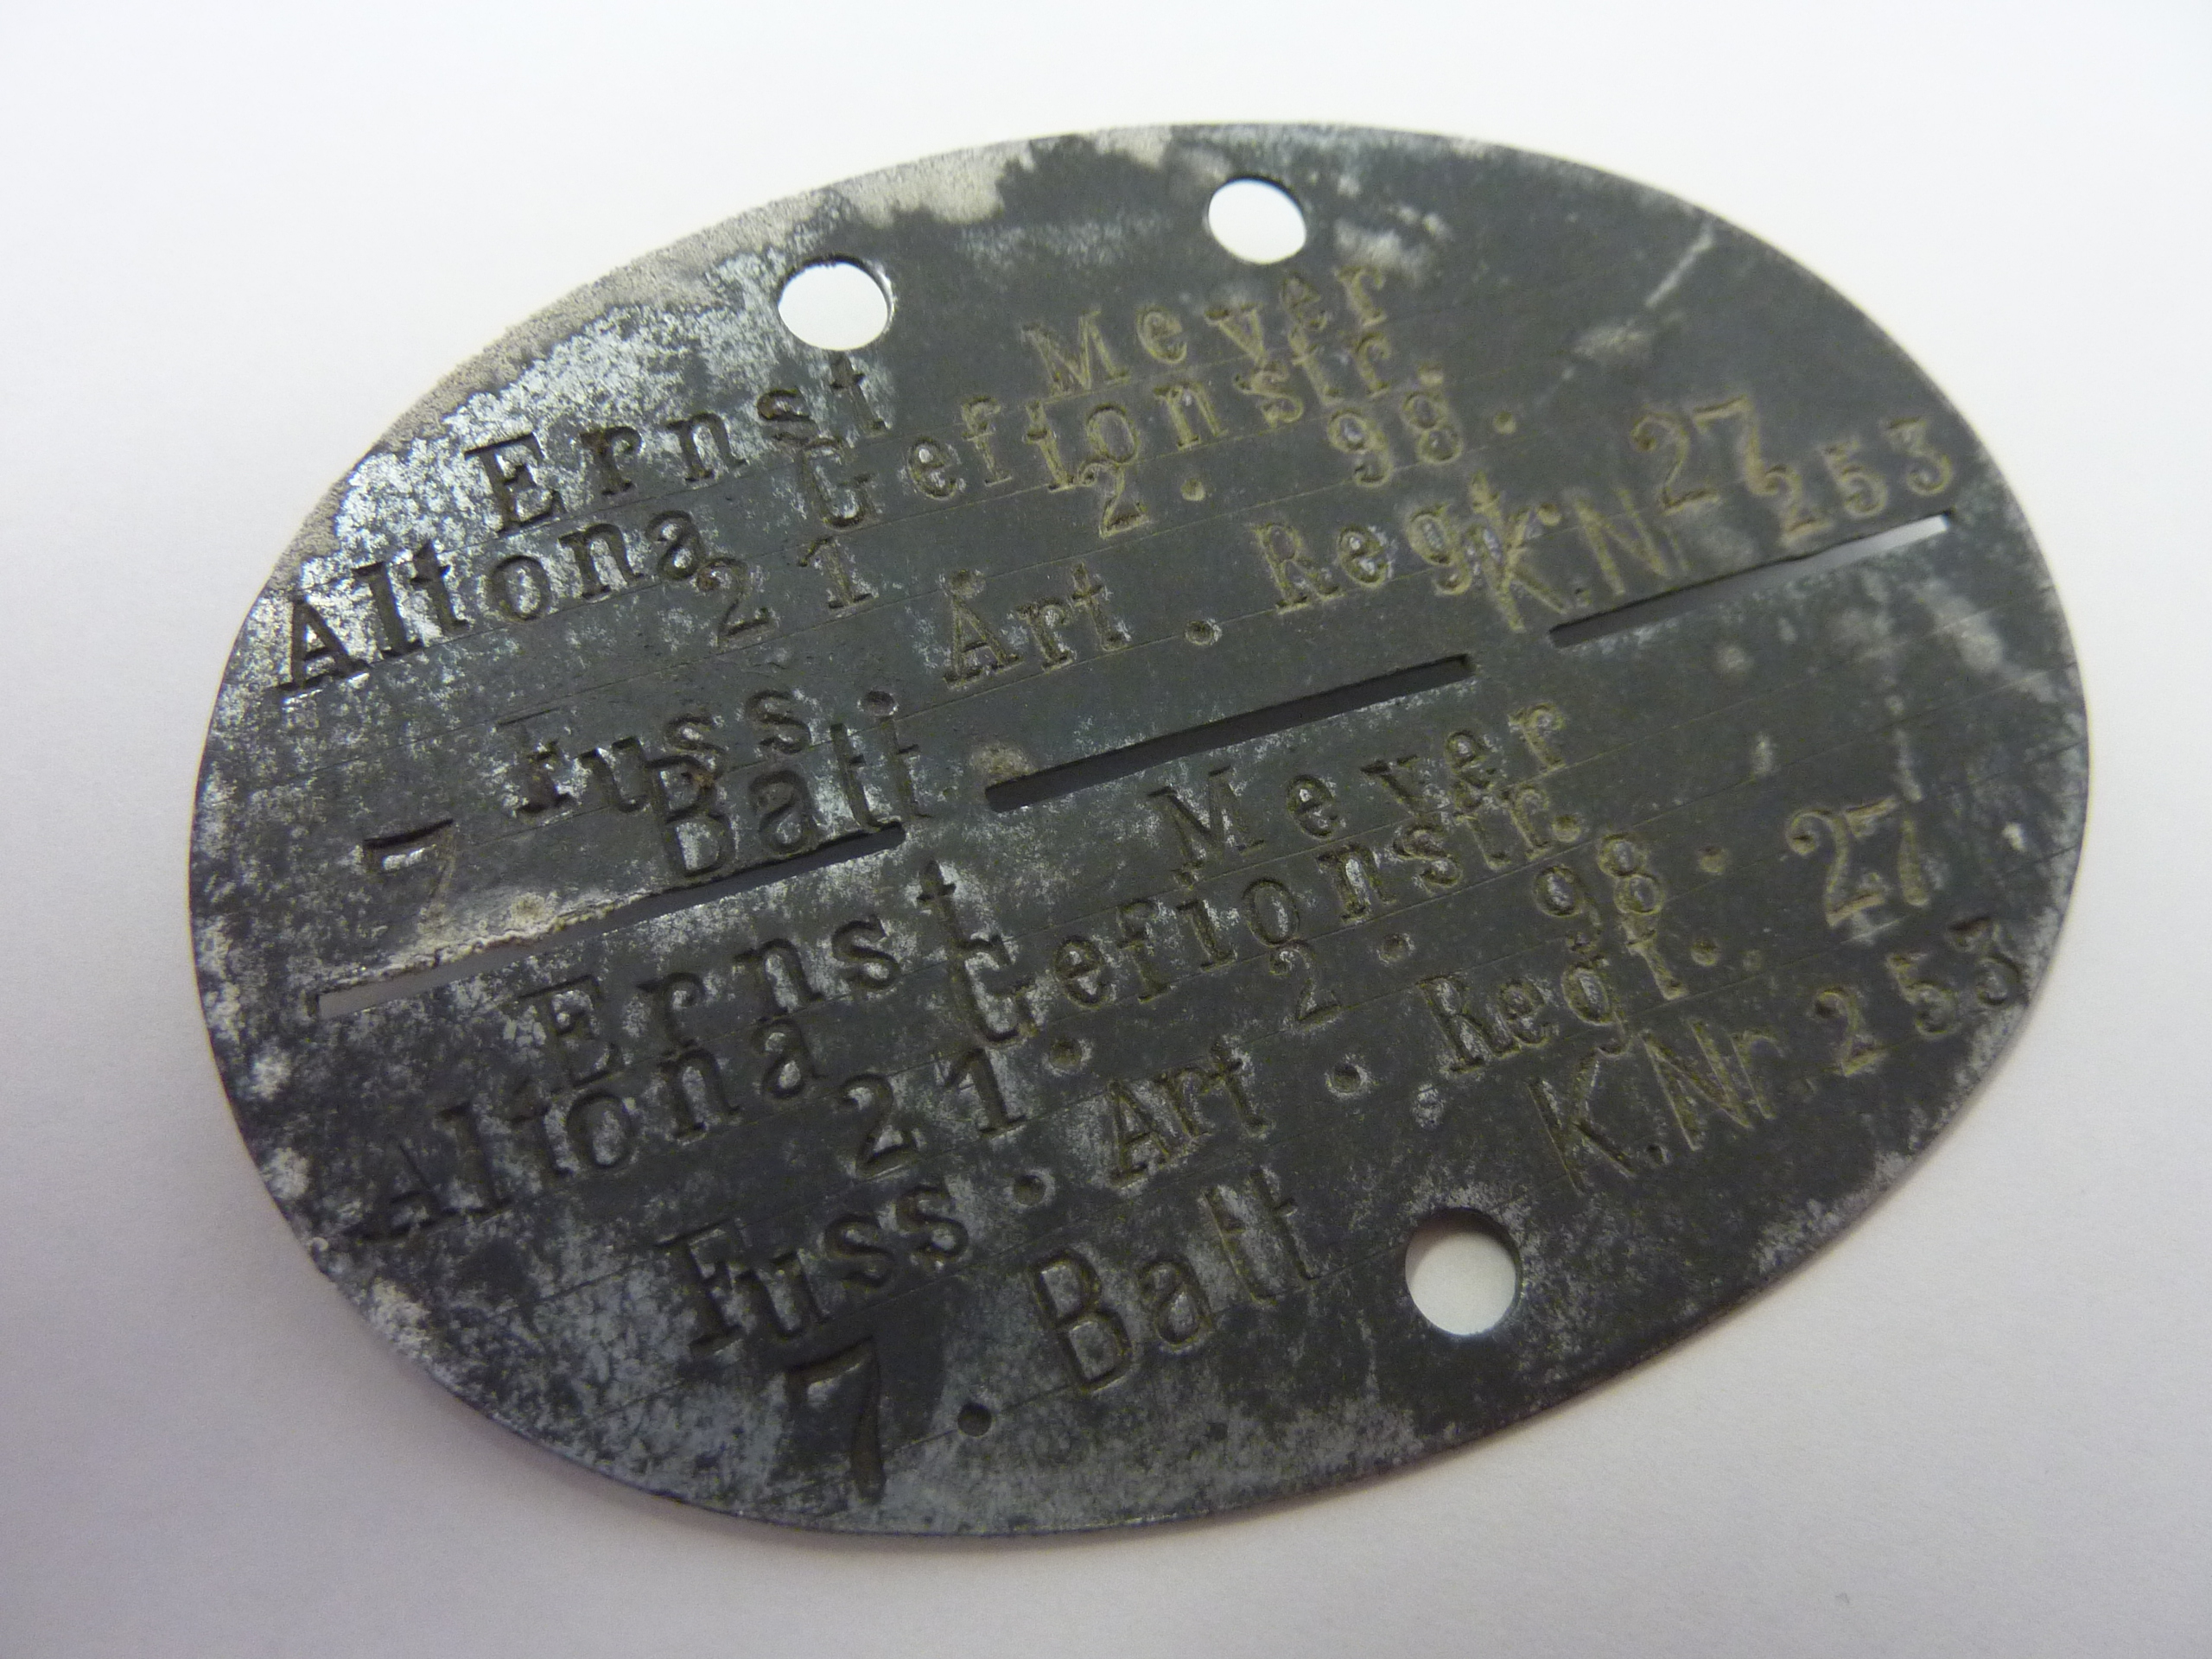 Ernst Meyer
Altona Gefionstr.
21 2. 98.
Fuss Art. Regt. 27
7 Batt K.Nr 253
Ernst Meyer
Altona Gefionstr.
21. 2. 98.
Fuss. Art. Regt. 27
7. Batt K.Nr. 253